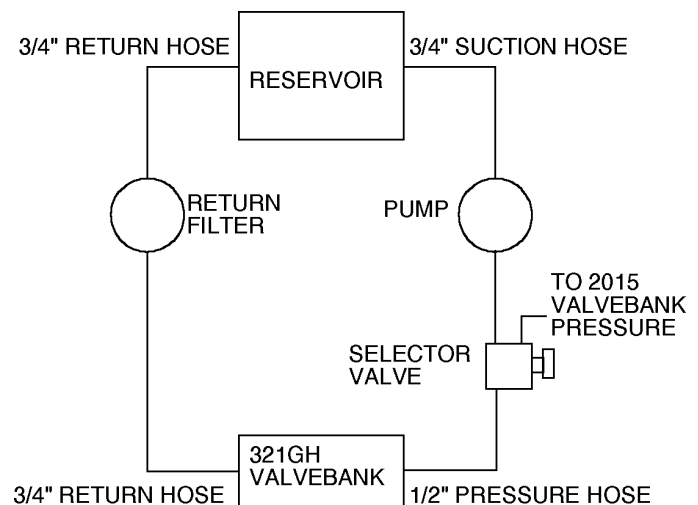 3/4" RETURN HOSE
3/4" SUCTION HOSE
RESERVOIR
RETURN
FILTER
PUMP
TO 2015
VALVEBANK
PRESSURE
SELECTOR
VALVE
321GH
VALVEBANK
3/4" RETURN HOSE
1/2" PRESSURE HOSE